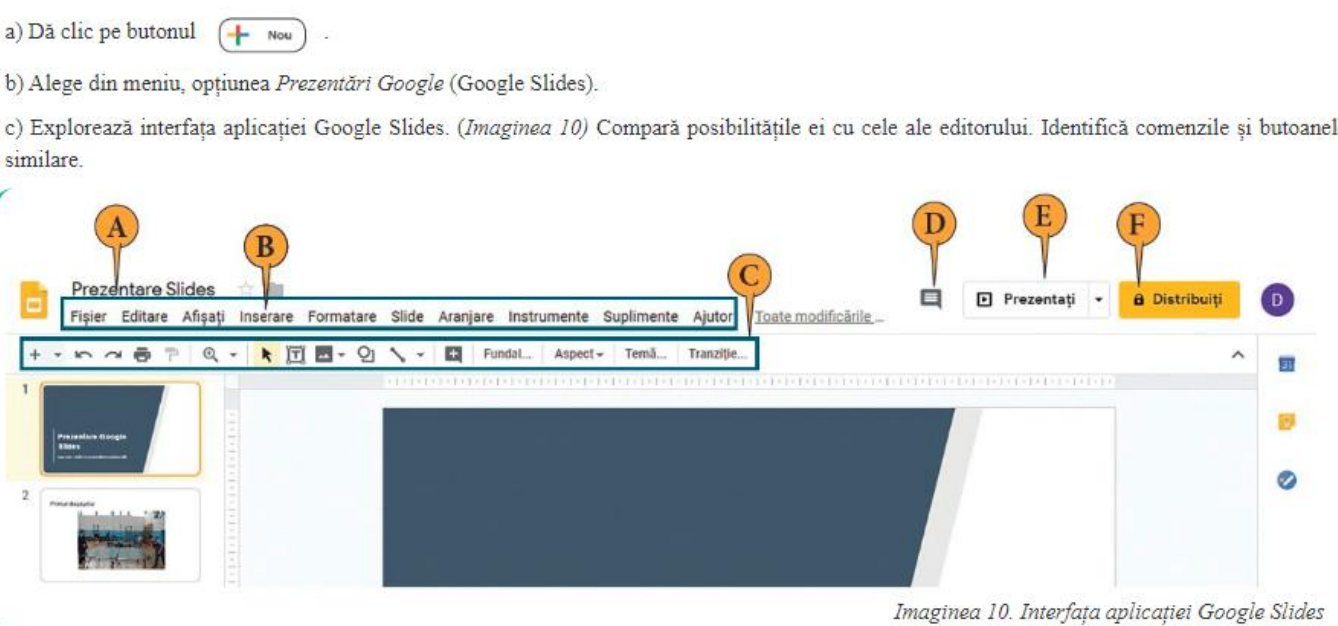 a) Dă clic pe butonul Nou .
b) Alege din meniu, opțiunea Prezentări Google (Google Slides).
c) Explorează interfața aplicației Google Slides. (Imaginea 10) Compară posibilitățile ei cu cele ale editorului. Identifică comenzile și butoanel
similare.
A
B
C
D
E
F
Prezentare Slides
Fișier Editare Afișați Inserare Formatare Slide Aranjare Instrumente Suplimente Ajutor Toate modificările ...
Prezentați
Distribuiți
D
Fundal... Aspect Temă... Tranziție...
31
1
Prezentare Google
Slides
2
Imaginea 10. Interfața aplicației Google Slides